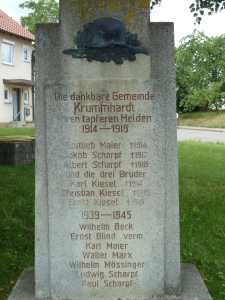 Die dankbare Gemeinde
Krummhardt
ihren tapferen Helden
1914–1918
Gottlieb Maier †1914
Jakob Scharpf †1917
Albert Scharpf †1918
und die drei Brüder
Karl Kiesel †1914
Christian Kiesel †1915
Ernst Kiesel †1918
1939–1945
Wilhelm Beck
Ernst Blind verm.
Karl Maier
Walter Marx
Wilhelm Mössinger
Ludwig Scharpf
Paul Scharpf